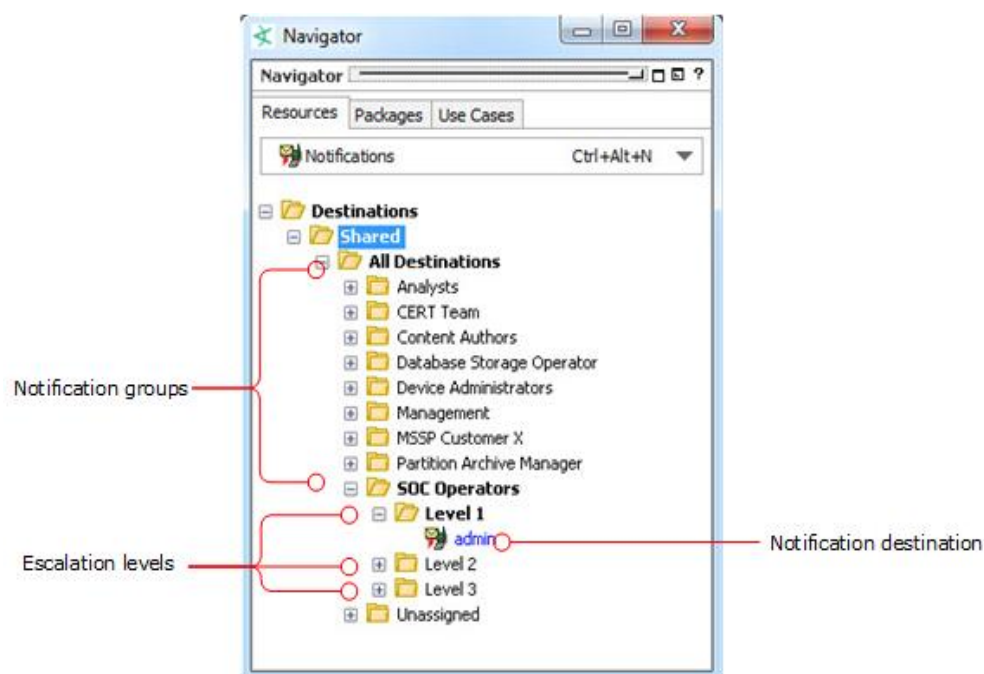 Navigator
Navigator ?
Resources Packages Use Cases
Notifications Ctrl+Alt+N
Destinations
Shared
All Destinations
Analysts
CERT Team
Content Authors
Database Storage Operator
Device Administrators
Notification groups
Management
MSSP Customer X
Partition Archive Manager
SOC Operators
Level 1
admin
Notification destination
Escalation levels
Level 2
Level 3
Unassigned